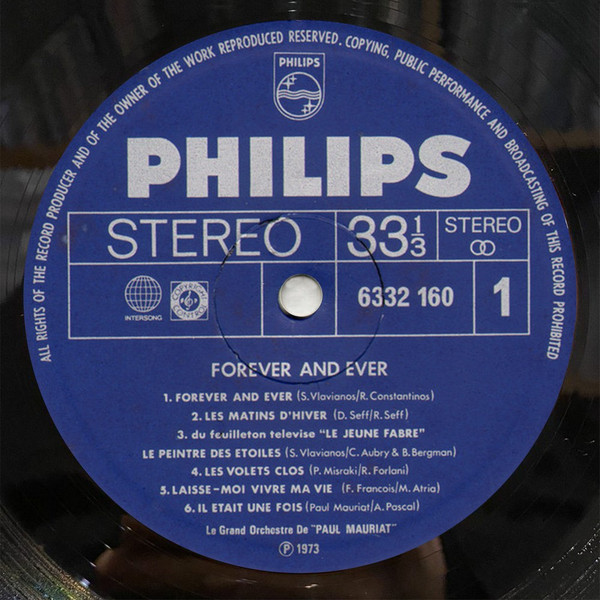 ALL RIGHTS OF THE RECORD PRODUCER AND OF THE OWNER OF THE WORK REPRODUCED RESERVED. COPYING, PUBLIC PERFORMANCE AND BROADCASTING OF THIS RECORD PROHIBITED
PHILIPS
PHILIPS
STEREO 33 1/3 STEREO
INTERSONG COPYRIGHT CONTROL 6332 160 1
FOREVER AND EVER
1. FOREVER AND EVER (S.Vlavianos/R.Constantinos)
2. LES MATINS D'HIVER (D. Seff/R.Seff)
3. du feuilleton televise "LE JEUNE FABRE"
LE PEINTRE DES ETOILES (S.Vlavianos/C.Aubry & B.Bergman)
4. LES VOLETS CLOS (P. Misraki/R. Forlani)
5. LAISSE-MOI VIVRE MA VIE (F. Francois/M. Atria)
6. IL ETAIT UNE FOIS (Paul Mauriat/A.Pascal)
Le Grand Orchestre De "PAUL MAURIAT"
Ⓟ 1973